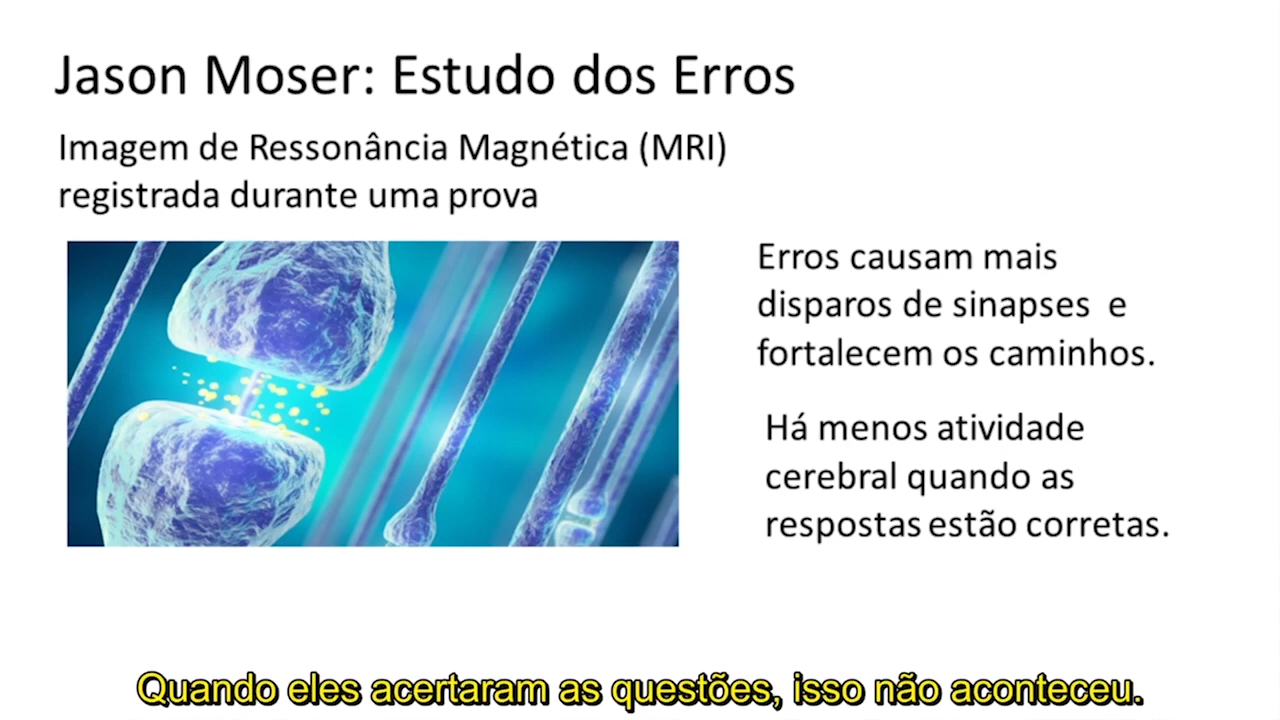 Jason Moser: Estudo dos Erros
Imagem de Ressonância Magnética (MRI)
registrada durante uma prova
Erros causam mais
disparos de sinapses e
fortalecem os caminhos.
Há menos atividade
cerebral quando as
respostas estão corretas.
Quando eles acertaram as questões, isso não aconteceu.